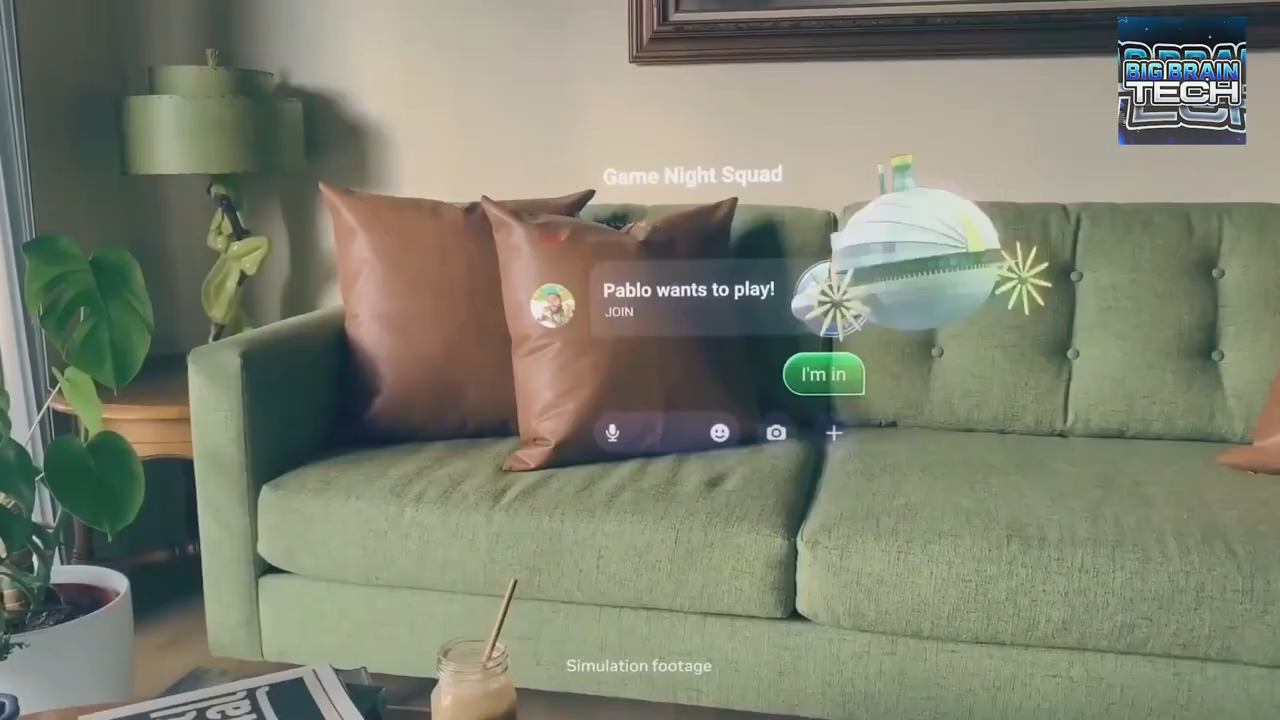 BIG BRAIN
TECH
Game Night Squad
Pablo wants to play!
JOIN
I'm in
Simulation footage